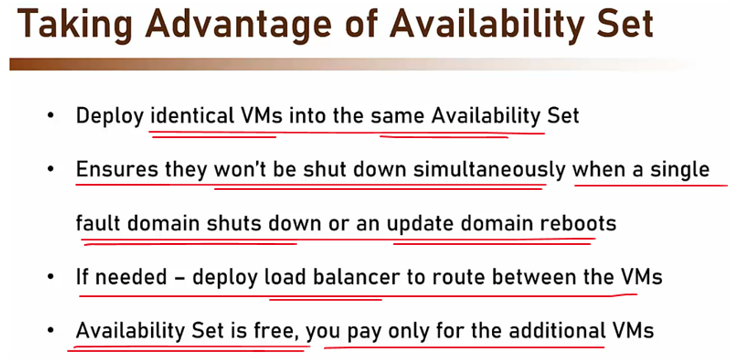 Taking Advantage of Availability Set
• Deploy identical VMs into the same Availability Set
• Ensures they won't be shut down simultaneously when a single
fault domain shuts down or an update domain reboots
• If needed – deploy load balancer to route between the VMs
• Availability Set is free, you pay only for the additional VMs